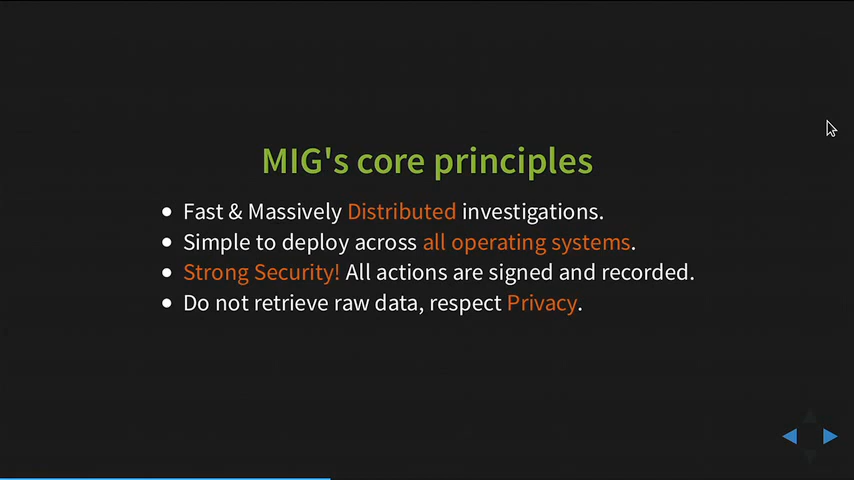 MIG's core principles
Fast & Massively Distributed investigations.
Simple to deploy across all operating systems.
Strong Security! All actions are signed and recorded.
Do not retrieve raw data, respect Privacy.